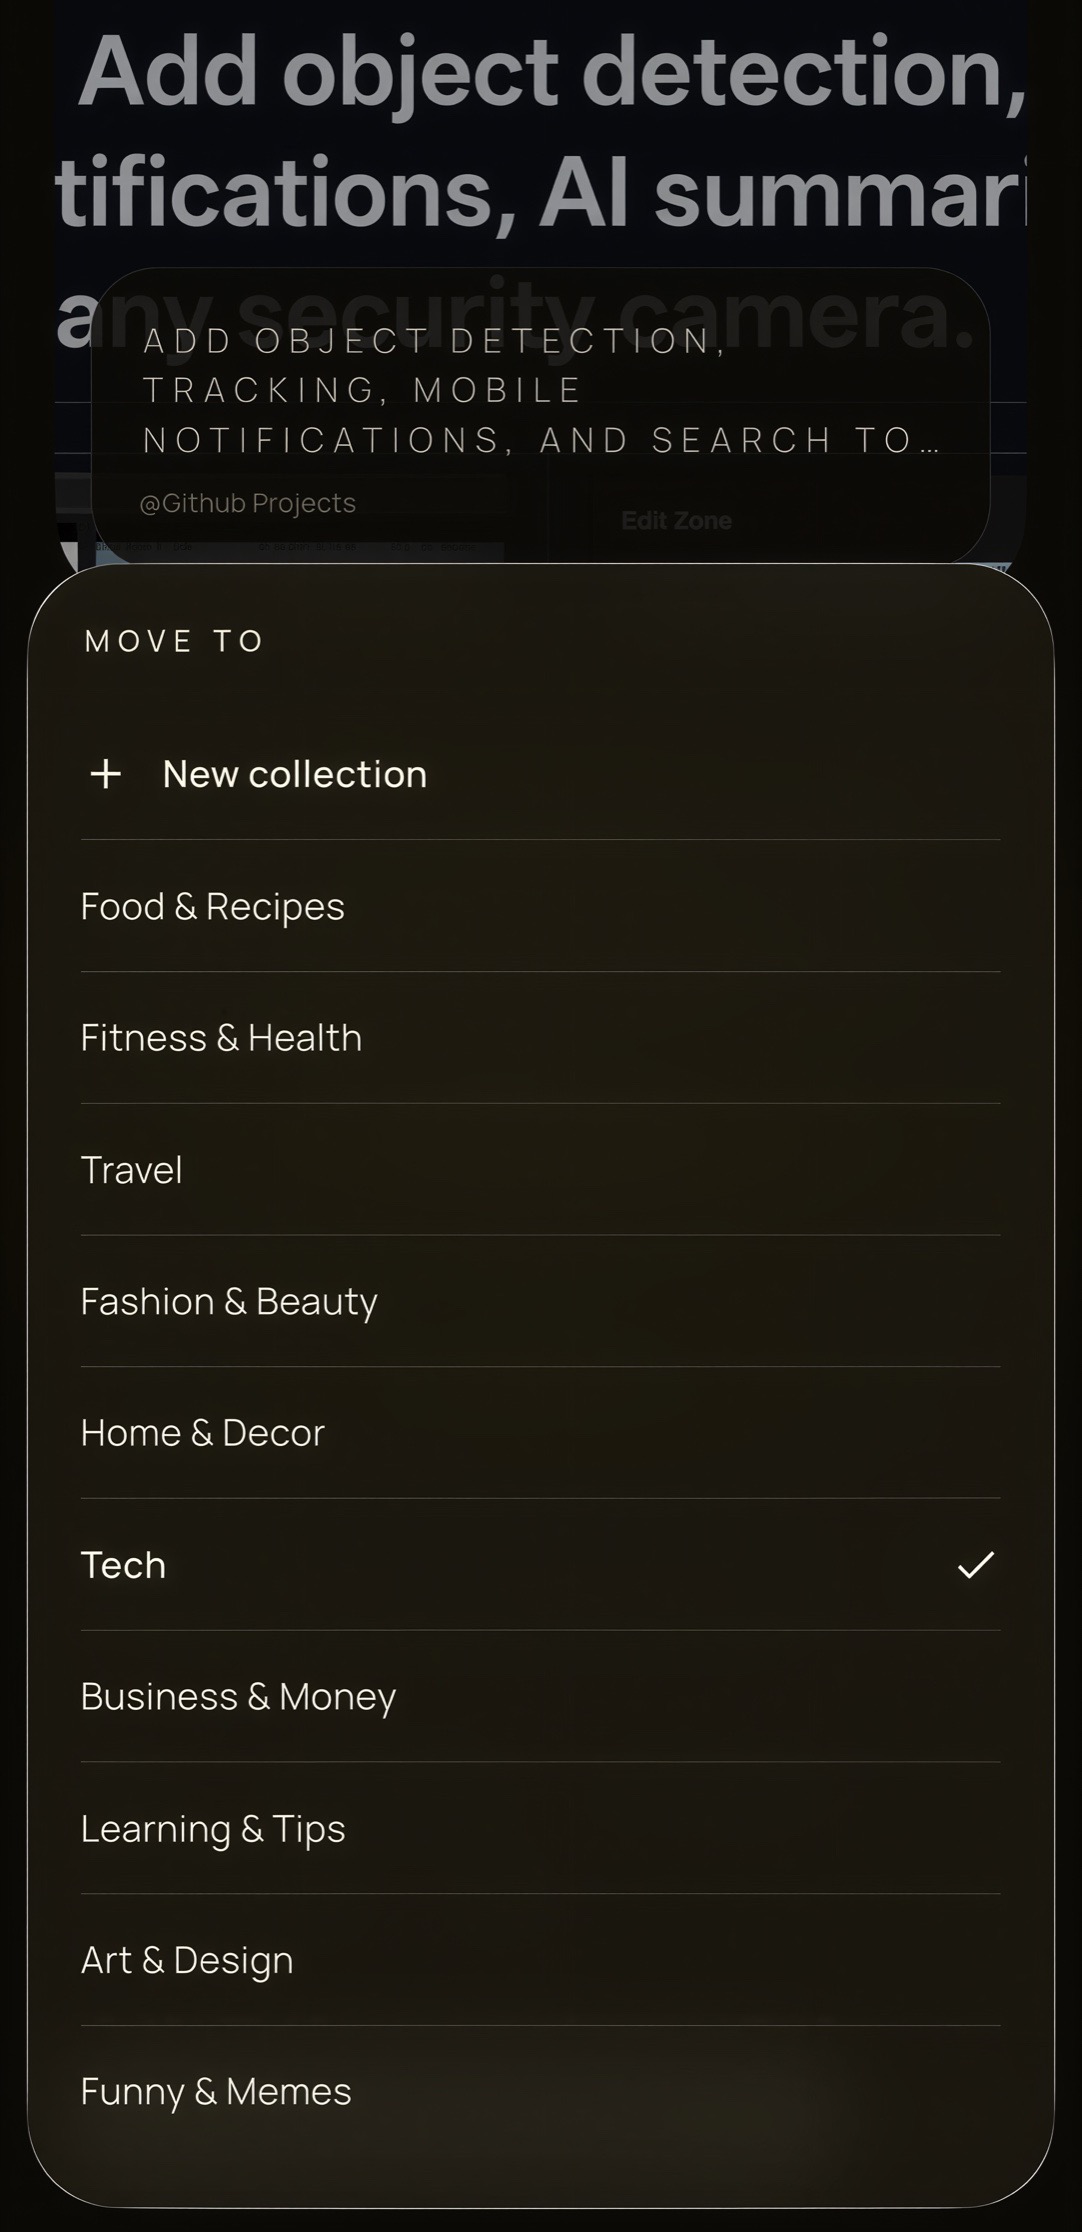 Add object detection,
tifications, AI summari
any security camera.
ADD OBJECT DETECTION,
TRACKING, MOBILE
NOTIFICATIONS, AND SEARCH TO…
@Github Projects
Edit Zone
MOVE TO
+ New collection
Food & Recipes
Fitness & Health
Travel
Fashion & Beauty
Home & Decor
Tech
Business & Money
Learning & Tips
Art & Design
Funny & Memes